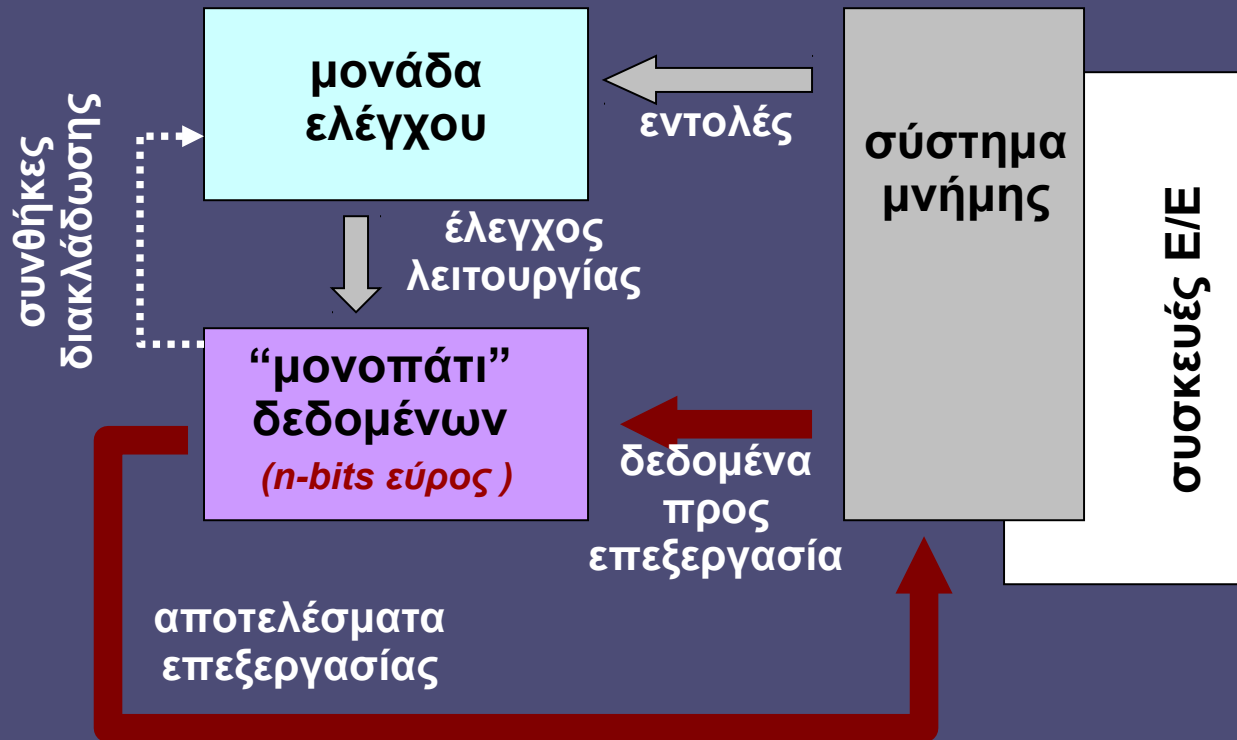 μονάδα
ελέγχου
εντολές
σύστημα
μνήμης
συσκευές Ε/Ε
συνθήκες
διακλάδωσης
έλεγχος
λειτουργίας
“μονοπάτι”
δεδομένων
(n-bits εύρος )
δεδομένα
προς
επεξεργασία
αποτελέσματα
επεξεργασίας